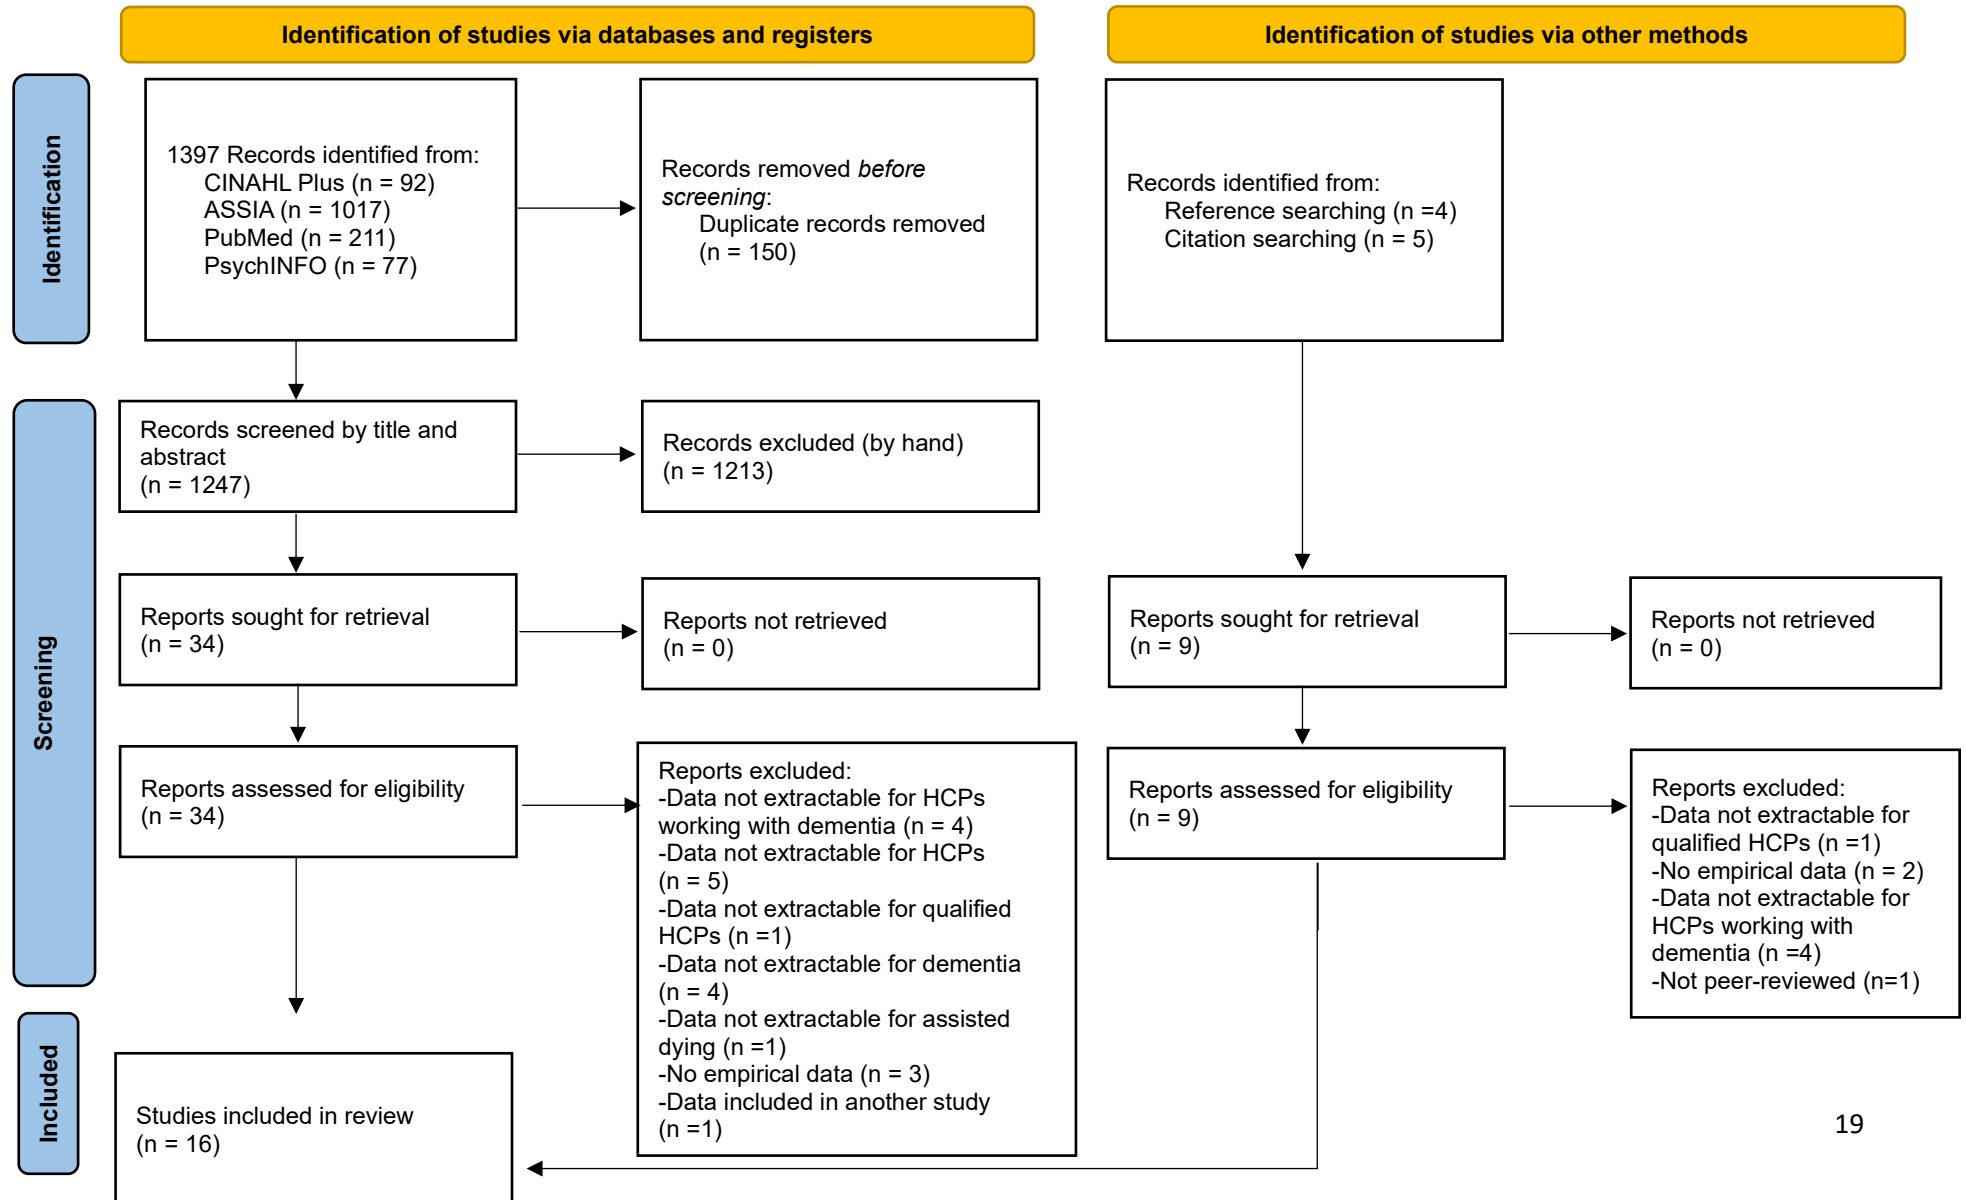 Identification of studies via databases and registers
Identification of studies via other methods
Identification
1397 Records identified from:
CINAHL Plus (n = 92)
ASSIA (n = 1017)
PubMed (n = 211)
PsychINFO (n = 77)
Records removed before
screening:
Duplicate records removed
(n = 150)
Records identified from:
Reference searching (n =4)
Citation searching (n = 5)
Screening
Records screened by title and
abstract
(n = 1247)
Records excluded (by hand)
(n = 1213)
Reports sought for retrieval
(n = 34)
Reports not retrieved
(n = 0)
Reports sought for retrieval
(n = 9)
Reports not retrieved
(n = 0)
Reports assessed for eligibility
(n = 34)
Reports excluded:
-Data not extractable for HCPs
working with dementia (n = 4)
-Data not extractable for HCPs
(n = 5)
-Data not extractable for qualified
HCPs (n =1)
-Data not extractable for dementia
(n = 4)
-Data not extractable for assisted
dying (n =1)
-No empirical data (n = 3)
-Data included in another study
(n =1)
Reports assessed for eligibility
(n = 9)
Reports excluded:
-Data not extractable for
qualified HCPs (n =1)
-No empirical data (n = 2)
-Data not extractable for
HCPs working with
dementia (n =4)
-Not peer-reviewed (n=1)
Included
Studies included in review
(n = 16)
19